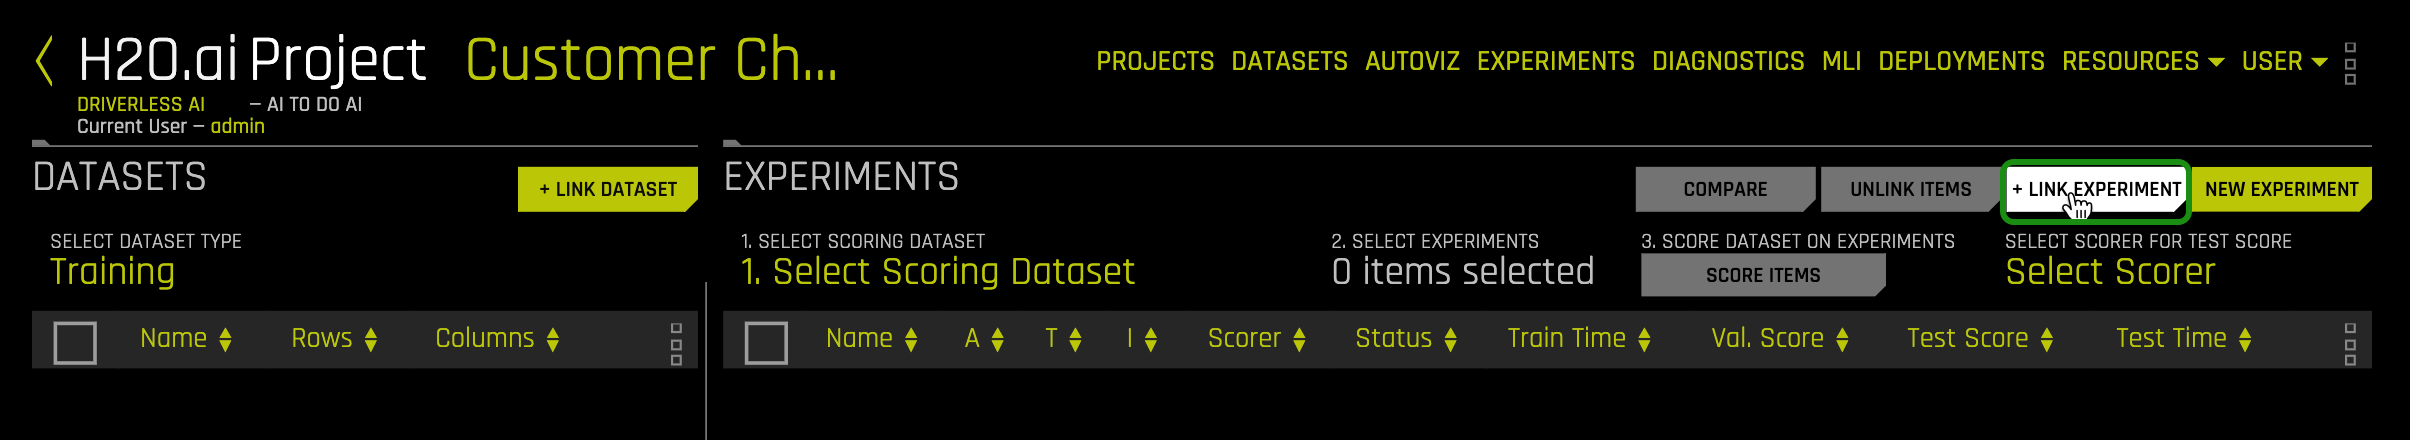 H2O.ai Project Customer Ch...
PROJECTS DATASETS AUTOVIZ EXPERIMENTS DIAGNOSTICS MLI DEPLOYMENTS RESOURCES USER
DRIVERLESS AI — AI TO DO AI
Current User — admin
DATASETS
+ LINK DATASET
SELECT DATASET TYPE
Training
Name Rows Columns
EXPERIMENTS
COMPARE UNLINK ITEMS + LINK EXPERIMENT NEW EXPERIMENT
1. SELECT SCORING DATASET
1. Select Scoring Dataset
2. SELECT EXPERIMENTS
0 items selected
3. SCORE DATASET ON EXPERIMENTS
SCORE ITEMS
SELECT SCORER FOR TEST SCORE
Select Scorer
Name A T I Scorer Status Train Time Val. Score Test Score Test Time